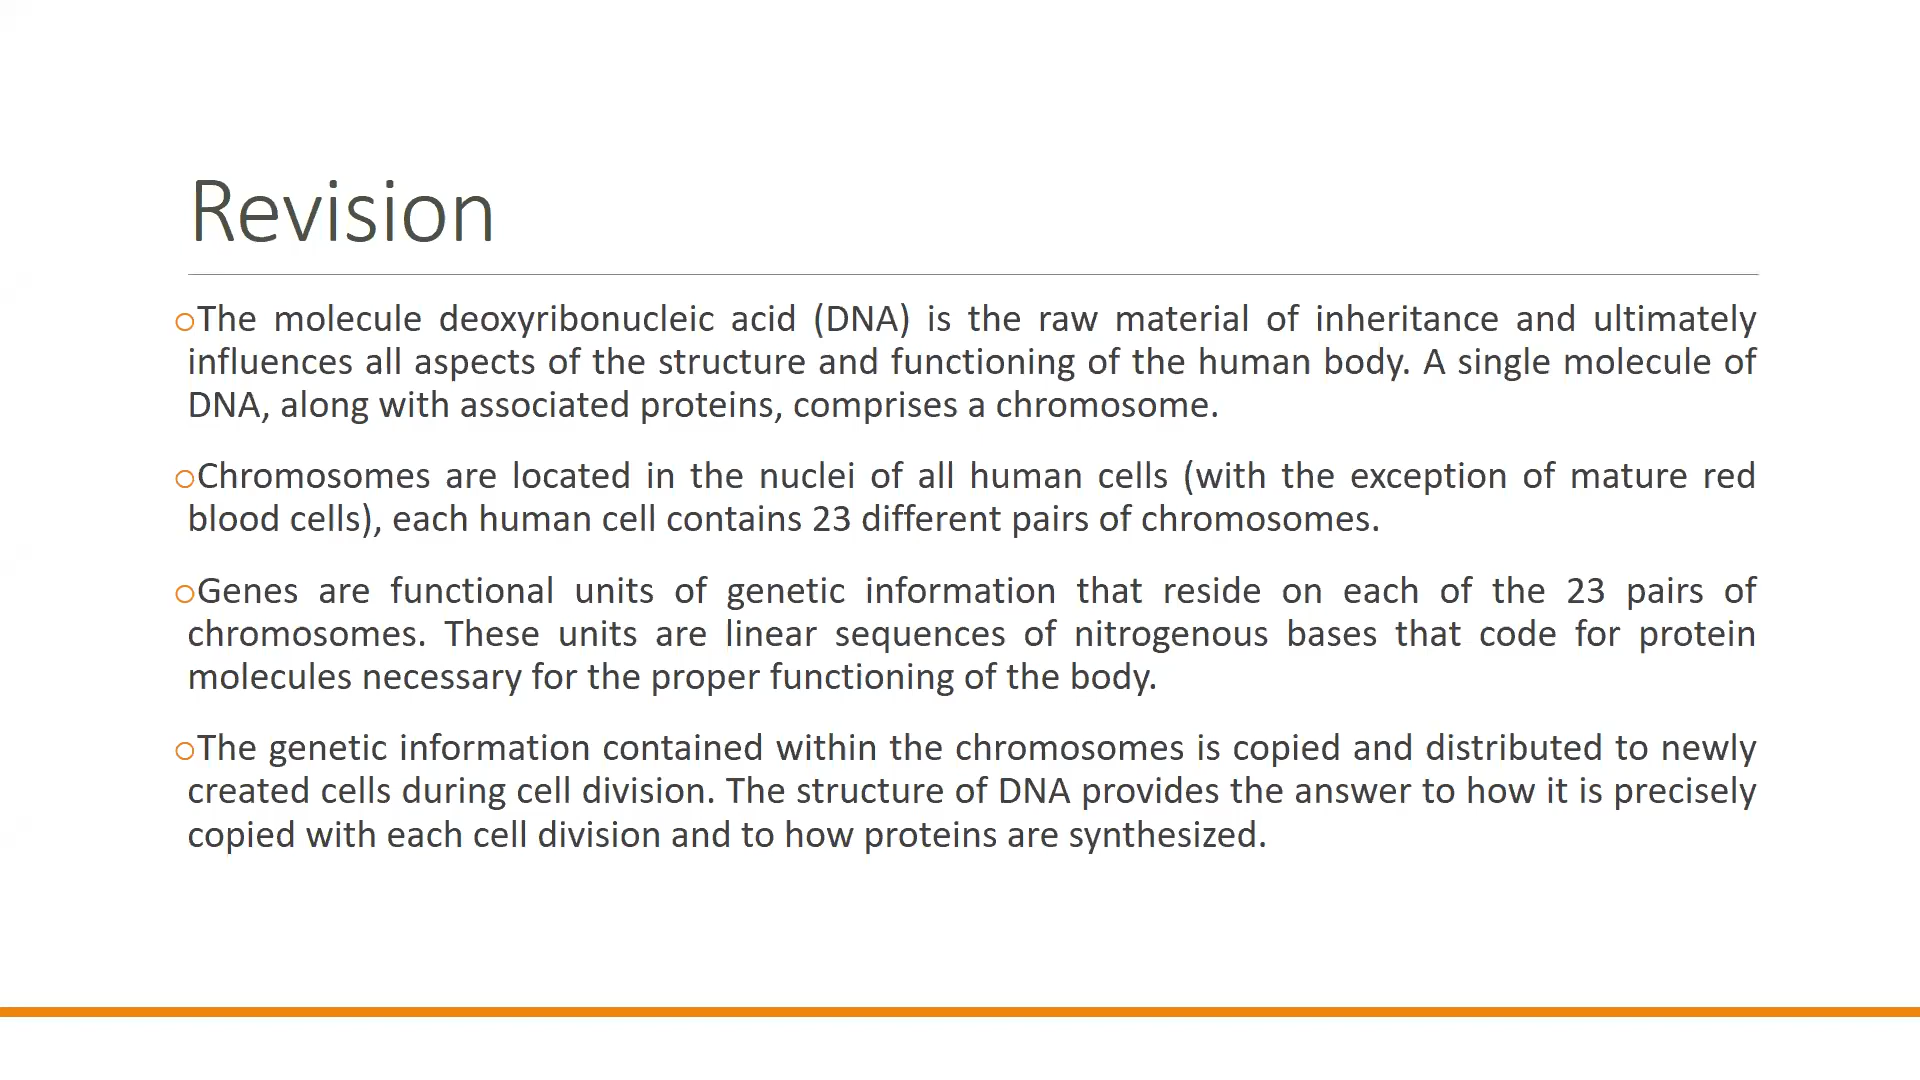 Revision
oThe molecule deoxyribonucleic acid (DNA) is the raw material of inheritance and ultimately
influences all aspects of the structure and functioning of the human body. A single molecule of
DNA, along with associated proteins, comprises a chromosome.
oChromosomes are located in the nuclei of all human cells (with the exception of mature red
blood cells), each human cell contains 23 different pairs of chromosomes.
oGenes are functional units of genetic information that reside on each of the 23 pairs of
chromosomes. These units are linear sequences of nitrogenous bases that code for protein
molecules necessary for the proper functioning of the body.
oThe genetic information contained within the chromosomes is copied and distributed to newly
created cells during cell division. The structure of DNA provides the answer to how it is precisely
copied with each cell division and to how proteins are synthesized.